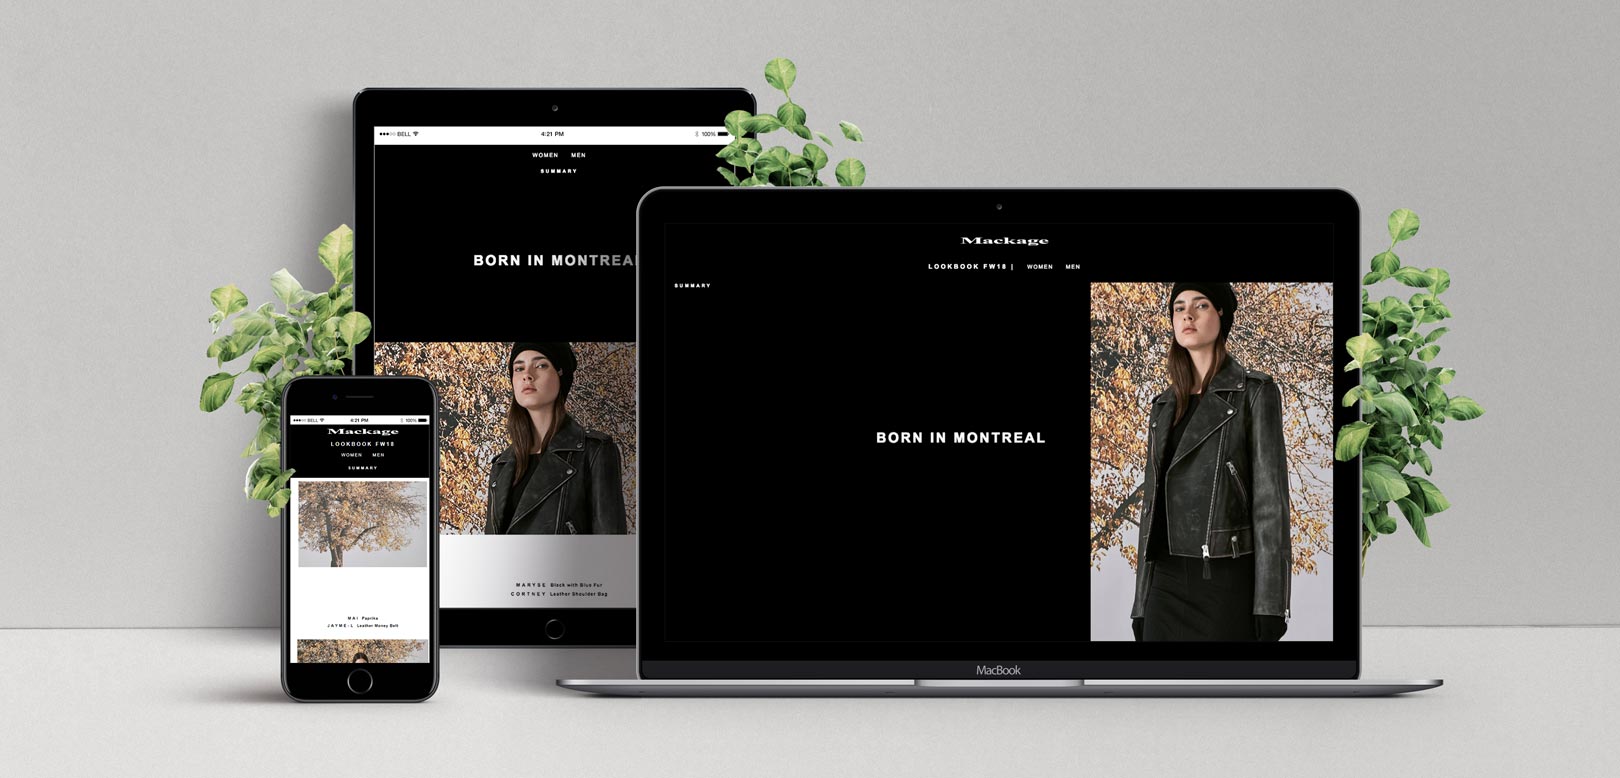 ●●●○○ BELL 4:21 PM 100%
WOMEN MEN
SUMMARY
BORN IN MONTREAL
MARYSE Black with Blue Fur
CORTNEY Leather Shoulder Bag
●●●○○ BELL 4:21 PM 100%
Mackage
LOOKBOOK FW18
WOMEN MEN
SUMMARY
MAI Paprika
JAYME-L Leather Money Belt
Mackage
LOOKBOOK FW18 | WOMEN MEN
SUMMARY
BORN IN MONTREAL
MacBook